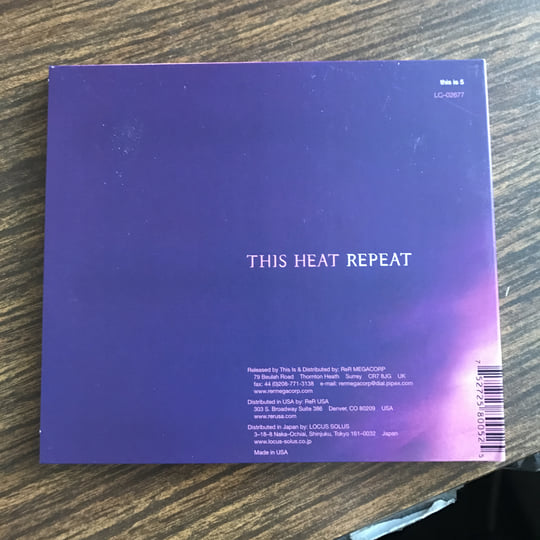 this is 5
LC-02677
THIS HEAT REPEAT
Released by This Is & Distributed by: ReR MEGACORP
79 Beulah Road Thornton Heath Surrey CR7 8JG UK
fax: 44 (0)208-771-3138 e-mail: rermegacorp@dial.pipex.com
www.rermegacorp.com
Distributed in USA by: ReR USA
303 S. Broadway Suite 386 Denver, CO 80209 USA
www.rerusa.com
Distributed in Japan by: LOCUS SOLUS
3-18-8 Naka-Ochiai, Shinjuku, Tokyo 161-0032 Japan
www.locus-solus.co.jp
Made in USA
7 52725 80052 5